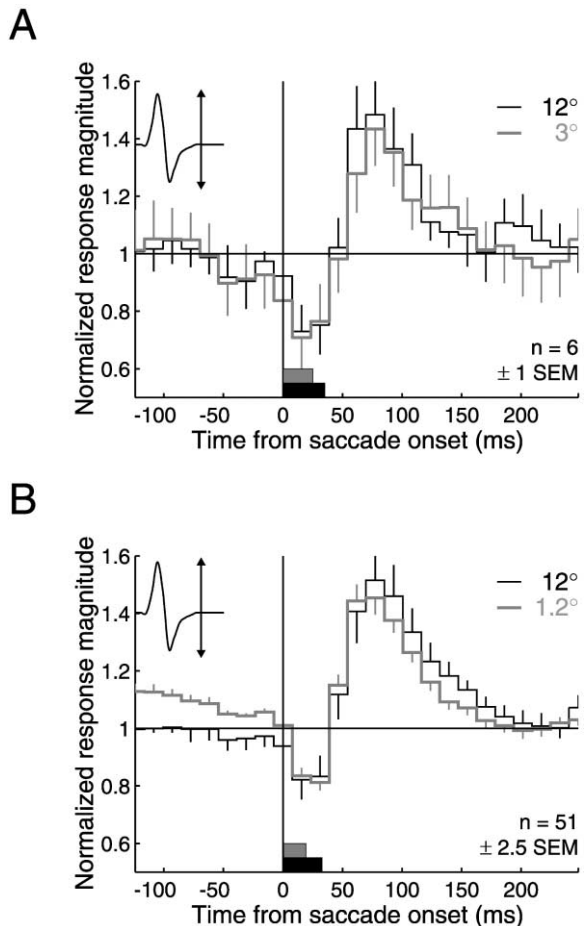 A
Normalized response magnitude
1.6
1.4
1.2
1
0.8
0.6
12°
3°
n = 6
± 1 SEM
-100 -50 0 50 100 150 200
Time from saccade onset (ms)
B
Normalized response magnitude
1.6
1.4
1.2
1
0.8
0.6
12°
1.2°
n = 51
± 2.5 SEM
-100 -50 0 50 100 150 200
Time from saccade onset (ms)